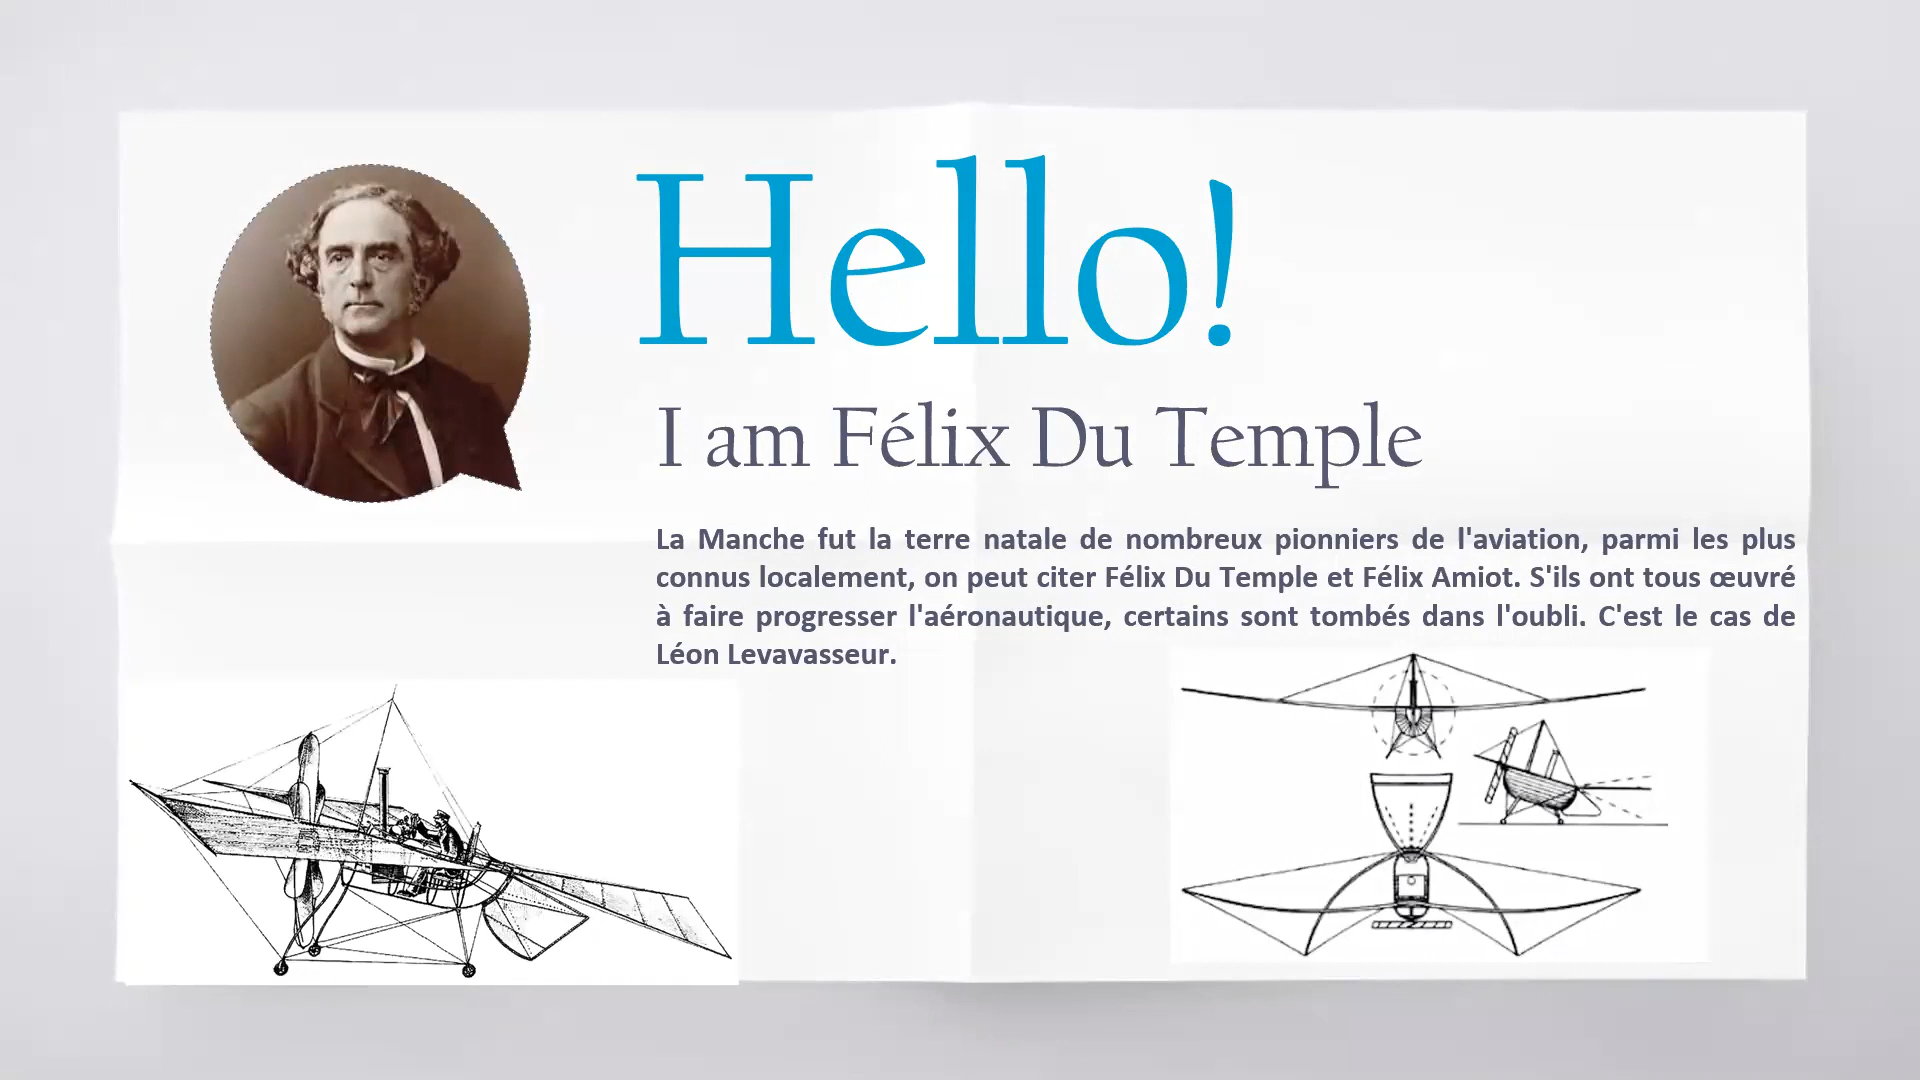 Hello!
I am Félix Du Temple
La Manche fut la terre natale de nombreux pionniers de l'aviation, parmi les plus
connus localement, on peut citer Félix Du Temple et Félix Amiot. S'ils ont tous œuvré
à faire progresser l'aéronautique, certains sont tombés dans l'oubli. C'est le cas de
Léon Levavasseur.